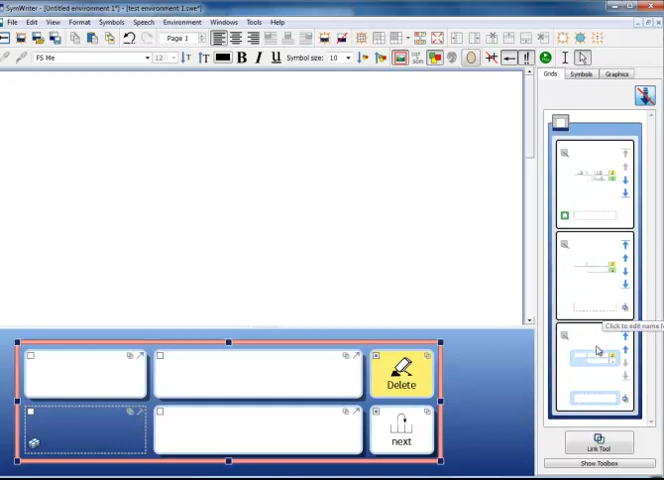 SymWriter - [Untitled environment 1*] - [test environment 1.swe*]
File Edit View Format Symbols Speech Environment Windows Tools Help
Page 1
FS Me 12 B I U Symbol size: 10
Grids Symbols Graphics
Click to edit name
Delete
next
Link Tool
Show Toolbox